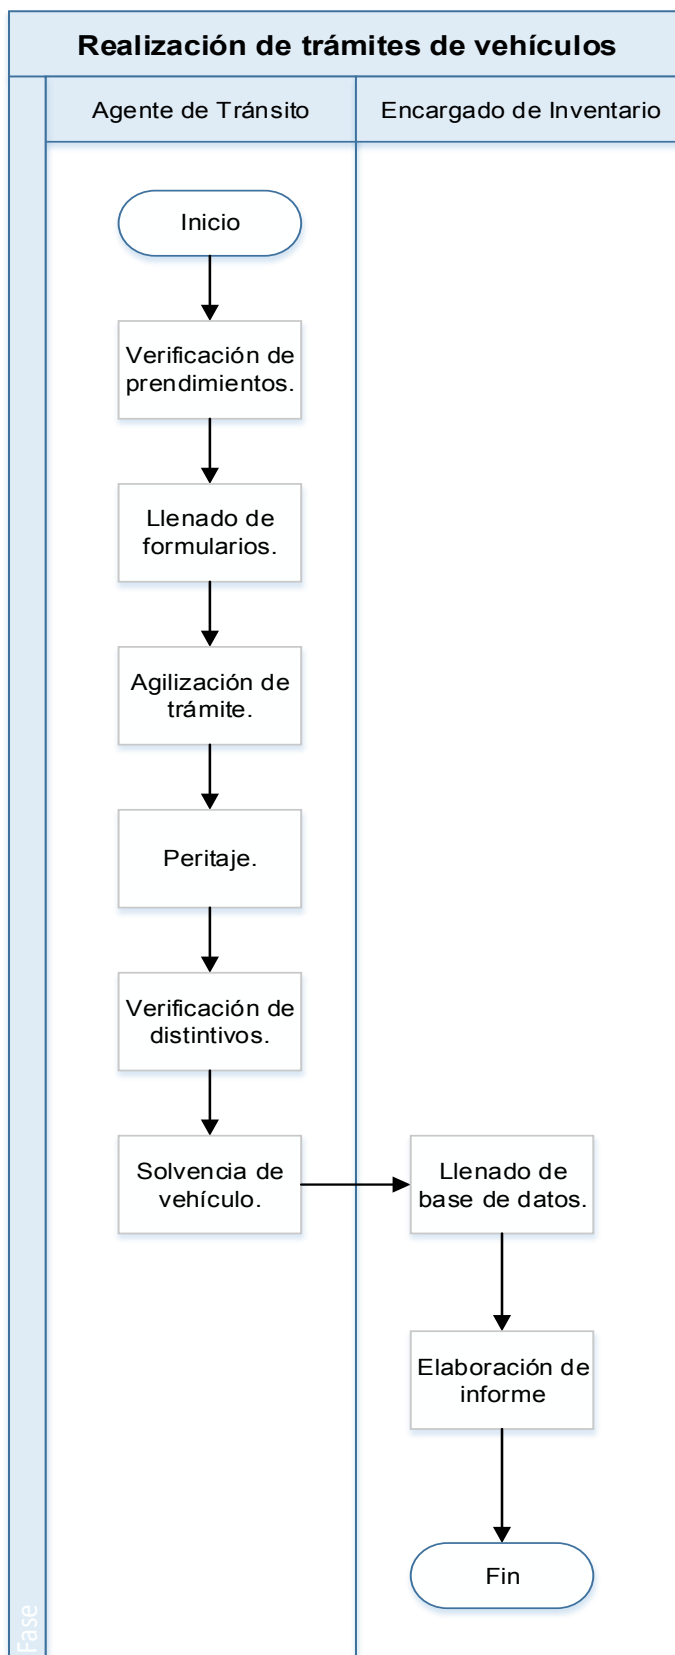 Realización de trámites de vehículos
Agente de Tránsito
Encargado de Inventario
Inicio
Verificación de
prendimientos.
Llenado de
formularios.
Agilización de
trámite.
Peritaje.
Verificación de
distintivos.
Solvencia de
vehículo.
Llenado de
base de datos.
Elaboración de
informe
Fin
Fase